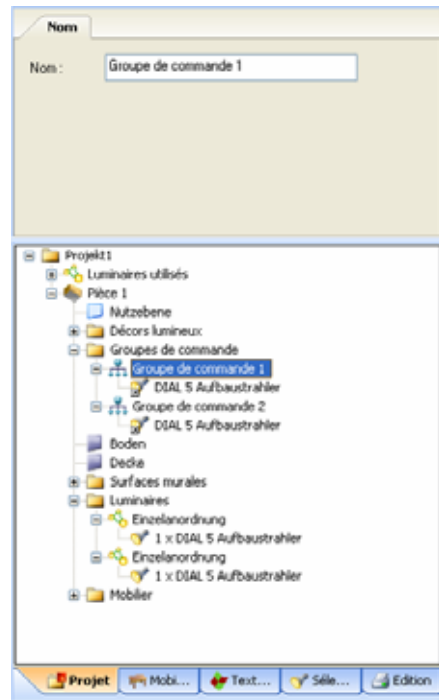 Nom
Nom : Groupe de commande 1
Projekt1
Luminaires utilisés
Pièce 1
Nutzebene
Décors lumineux
Groupes de commande
Groupe de commande 1
DIAL 5 Aufbaustrahler
Groupe de commande 2
DIAL 5 Aufbaustrahler
Boden
Decke
Surfaces murales
Luminaires
Einzelanordnung
1 x DIAL 5 Aufbaustrahler
Einzelanordnung
1 x DIAL 5 Aufbaustrahler
Mobilier
Projet Mobi... Text... Séle... Edition